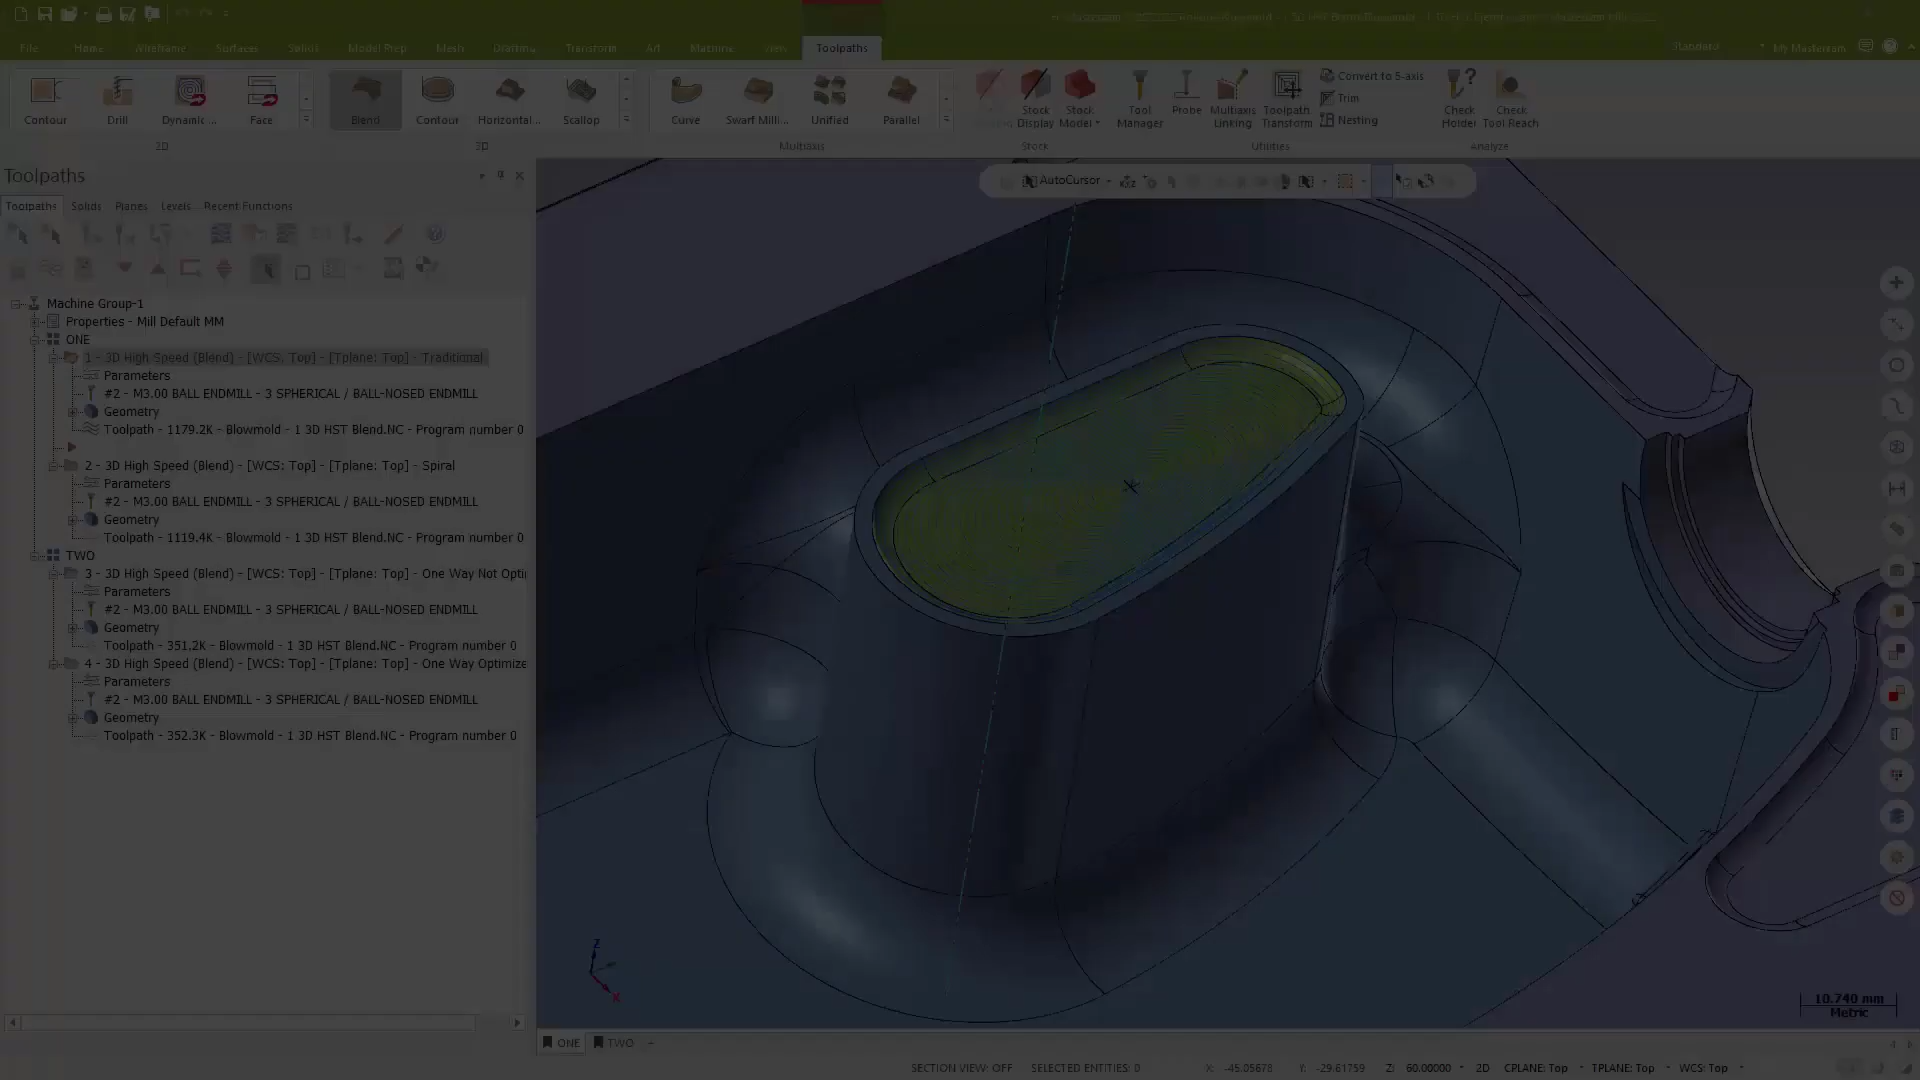 File Home Wireframe Surfaces Solids Model Prep Mesh Drafting Transform Art Machine View Toolpaths
Standard My Mastercam
Contour Drill Dynamic ... Face Blend Contour Horizontal... Scallop Curve Swarf Milli... Unified Parallel
Stock Display
Stock Model
Tool Manager
Probe
Multiaxis Linking
Toolpath Transform
Convert to 5-axis
Trim
Nesting
Check Holder
Check Tool Reach
2D 3D Multiaxis Stock Utilities Analyze
Toolpaths
AutoCursor
Toolpaths Solids Planes Levels Recent Functions
Machine Group-1
Properties - Mill Default MM
ONE
1 - 3D High Speed (Blend) - [WCS: Top] - [Tplane: Top] - Traditional
Parameters
#2 - M3.00 BALL ENDMILL - 3 SPHERICAL / BALL-NOSED ENDMILL
Geometry
Toolpath - 1179.2K - Blowmold - 1 3D HST Blend.NC - Program number 0
2 - 3D High Speed (Blend) - [WCS: Top] - [Tplane: Top] - Spiral
Parameters
#2 - M3.00 BALL ENDMILL - 3 SPHERICAL / BALL-NOSED ENDMILL
Geometry
Toolpath - 1119.4K - Blowmold - 1 3D HST Blend.NC - Program number 0
TWO
3 - 3D High Speed (Blend) - [WCS: Top] - [Tplane: Top] - One Way Not Opti
Parameters
#2 - M3.00 BALL ENDMILL - 3 SPHERICAL / BALL-NOSED ENDMILL
Geometry
Toolpath - 351.2K - Blowmold - 1 3D HST Blend.NC - Program number 0
4 - 3D High Speed (Blend) - [WCS: Top] - [Tplane: Top] - One Way Optimize
Parameters
#2 - M3.00 BALL ENDMILL - 3 SPHERICAL / BALL-NOSED ENDMILL
Geometry
Toolpath - 352.3K - Blowmold - 1 3D HST Blend.NC - Program number 0
Z
X
10.740 mm
Metric
ONE TWO +
SECTION VIEW: OFF SELECTED ENTITIES: 0 X: -45.05678 Y: -29.61759 Z: 60.00000 2D CPLANE: Top TPLANE: Top WCS: Top